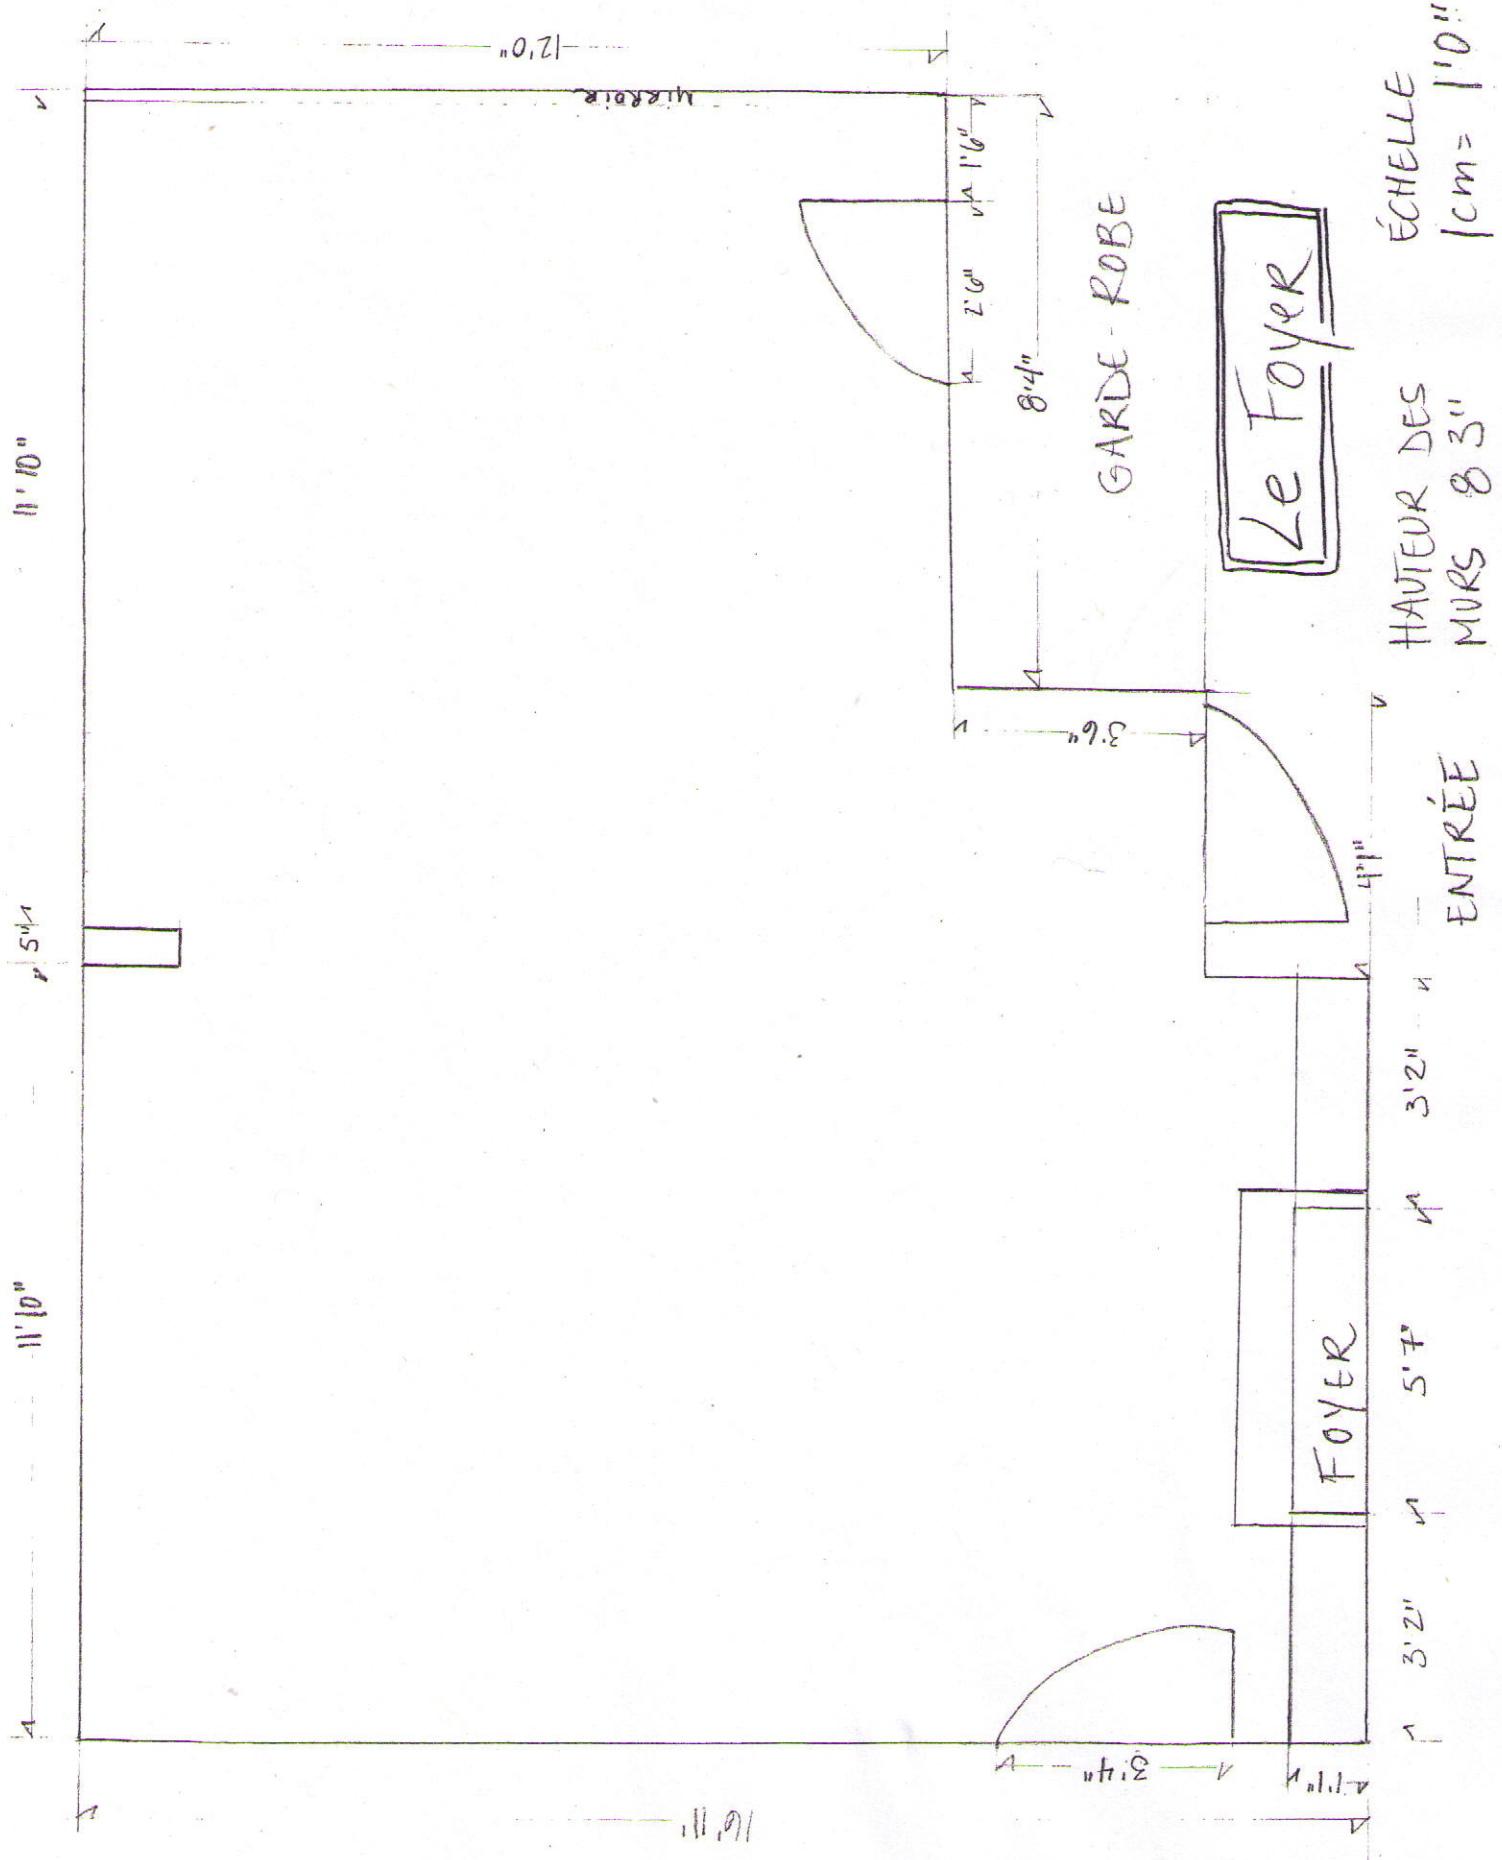 11'10"
5"
11'10"
12'0"
MIRROIR
1'6"
2'6"
8'4"
GARDE-ROBE
3'6"
Le Foyer
HAUTEUR DES
MURS 8 3"
ÉCHELLE
1cm = 1'0"
4'1"
ENTRÉE
FOYER
3'2"
5'7"
3'2"
3'4"
1'1"
16'11'